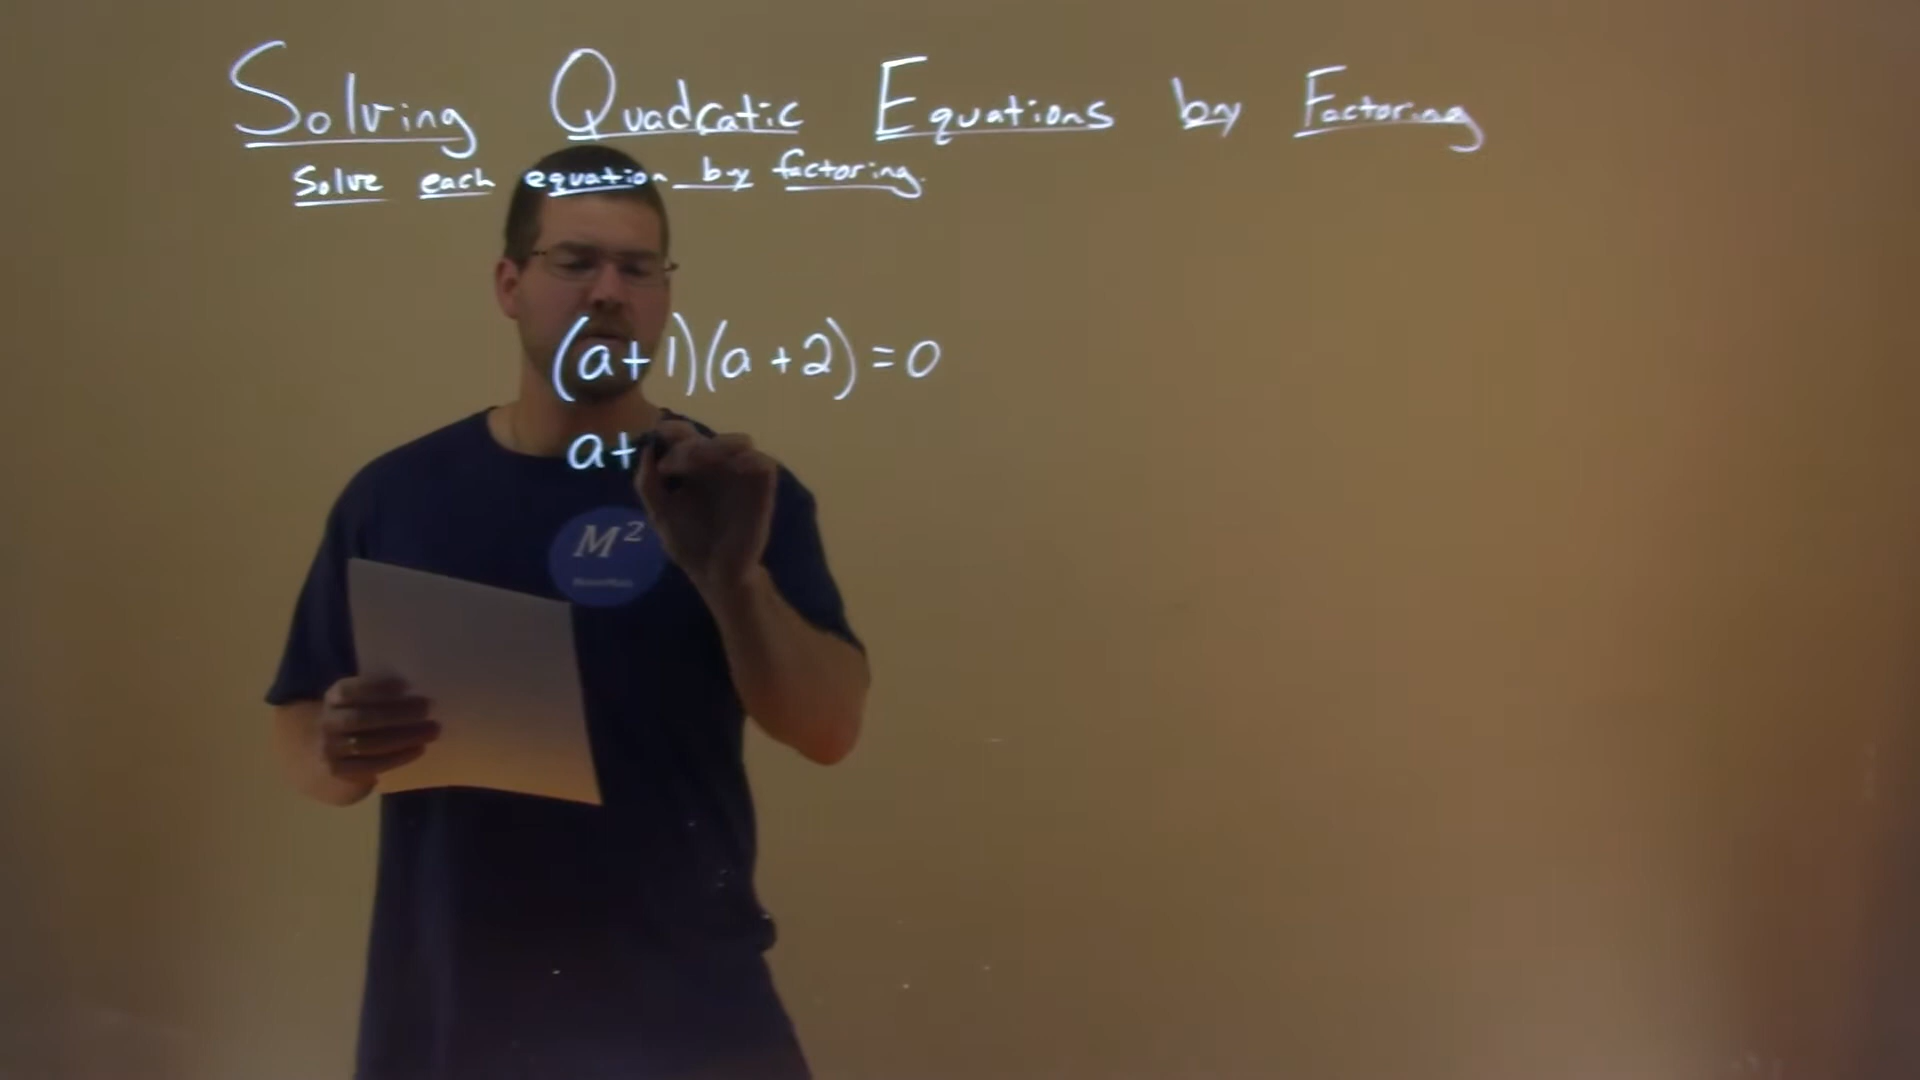 Solving Quadratic Equations by Factoring
Solve each equation by factoring.
(a+1)(a+2)=0
a+
M²